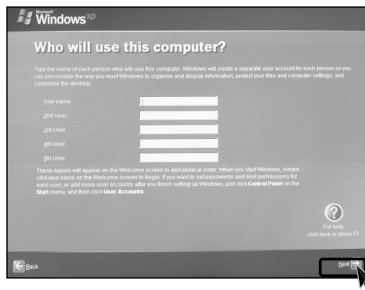 Microsoft
Windows xp
Who will use this computer?
Type the name of each person who will use this computer. Windows will create a separate user account for each person so you
can personalize the way you want Windows to organize and display information, protect your files and computer settings, and
customize the desktop.
Your name:
2nd User:
3rd User:
4th User:
5th User:
These names will appear on the Welcome screen in alphabetical order. When you start Windows, simply
click your name on the Welcome screen to begin. If you want to set passwords and limit permissions for
each user, or add more user accounts after you finish setting up Windows, just click Control Panel on the
Start menu, and then click User Accounts.
?
For help,
click here or press F1.
Back
Next